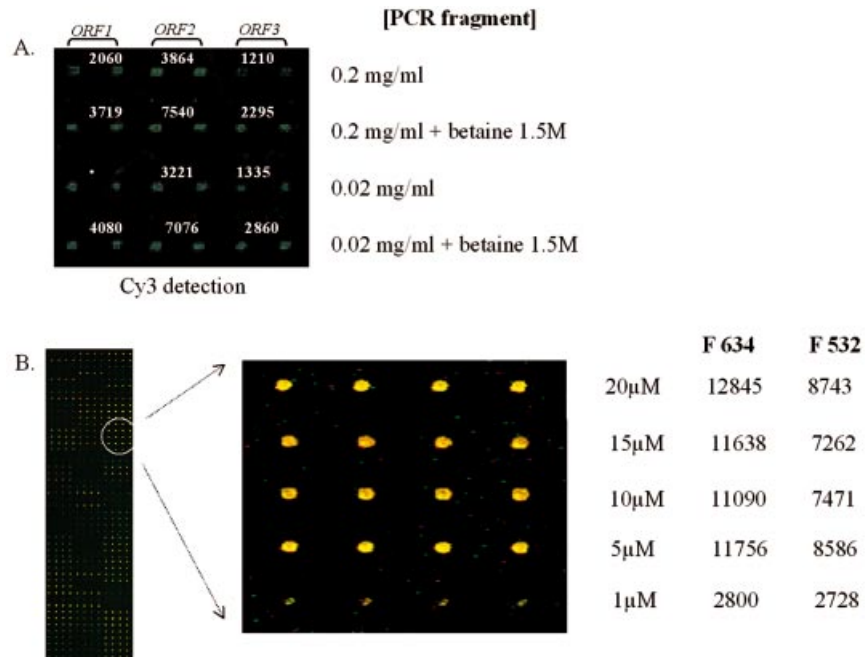 ORF1 ORF2 ORF3
[PCR fragment]
A.
2060 3864 1210
0.2 mg/ml
3719 7540 2295
0.2 mg/ml + betaine 1.5M
* 3221 1335
0.02 mg/ml
4080 7076 2860
0.02 mg/ml + betaine 1.5M
Cy3 detection
B.
F 634 F 532
20µM 12845 8743
15µM 11638 7262
10µM 11090 7471
5µM 11756 8586
1µM 2800 2728